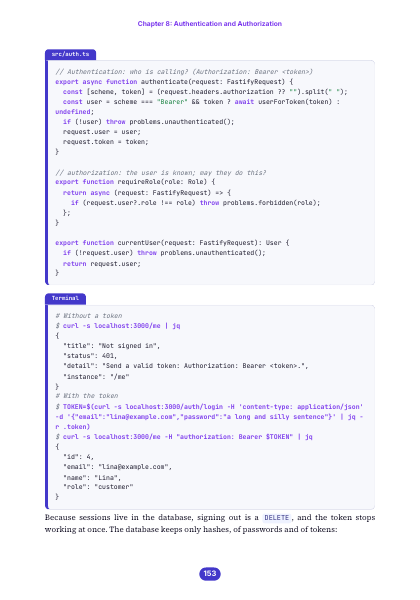 Chapter 8: Authentication and Authorization
src/auth.ts
// Authentication: who is calling? (Authorization: Bearer <token>)
export async function authenticate(request: FastifyRequest) {
  const [scheme, token] = (request.headers.authorization ?? "").split(" ");
  const user = scheme === "Bearer" && token ? await userForToken(token) :
undefined;
  if (!user) throw problems.unauthenticated();
  request.user = user;
  request.token = token;
}
// authorization: the user is known; may they do this?
export function requireRole(role: Role) {
  return async (request: FastifyRequest) => {
    if (request.user?.role !== role) throw problems.forbidden(role);
  };
}
export function currentUser(request: FastifyRequest): User {
  if (!request.user) throw problems.unauthenticated();
  return request.user;
}
Terminal
# Without a token
$ curl -s localhost:3000/me | jq
{
  "title": "Not signed in",
  "status": 401,
  "detail": "Send a valid token: Authorization: Bearer <token>.",
  "instance": "/me"
}
# With the token
$ TOKEN=$(curl -s localhost:3000/auth/login -H 'content-type: application/json'
-d '{"email":"lina@example.com","password":"a long and silly sentence"}' | jq -
r .token)
$ curl -s localhost:3000/me -H "authorization: Bearer $TOKEN" | jq
{
  "id": 4,
  "email": "lina@example.com",
  "name": "Lina",
  "role": "customer"
}
Because sessions live in the database, signing out is a DELETE, and the token stops
working at once. The database keeps only hashes, of passwords and of tokens:
153